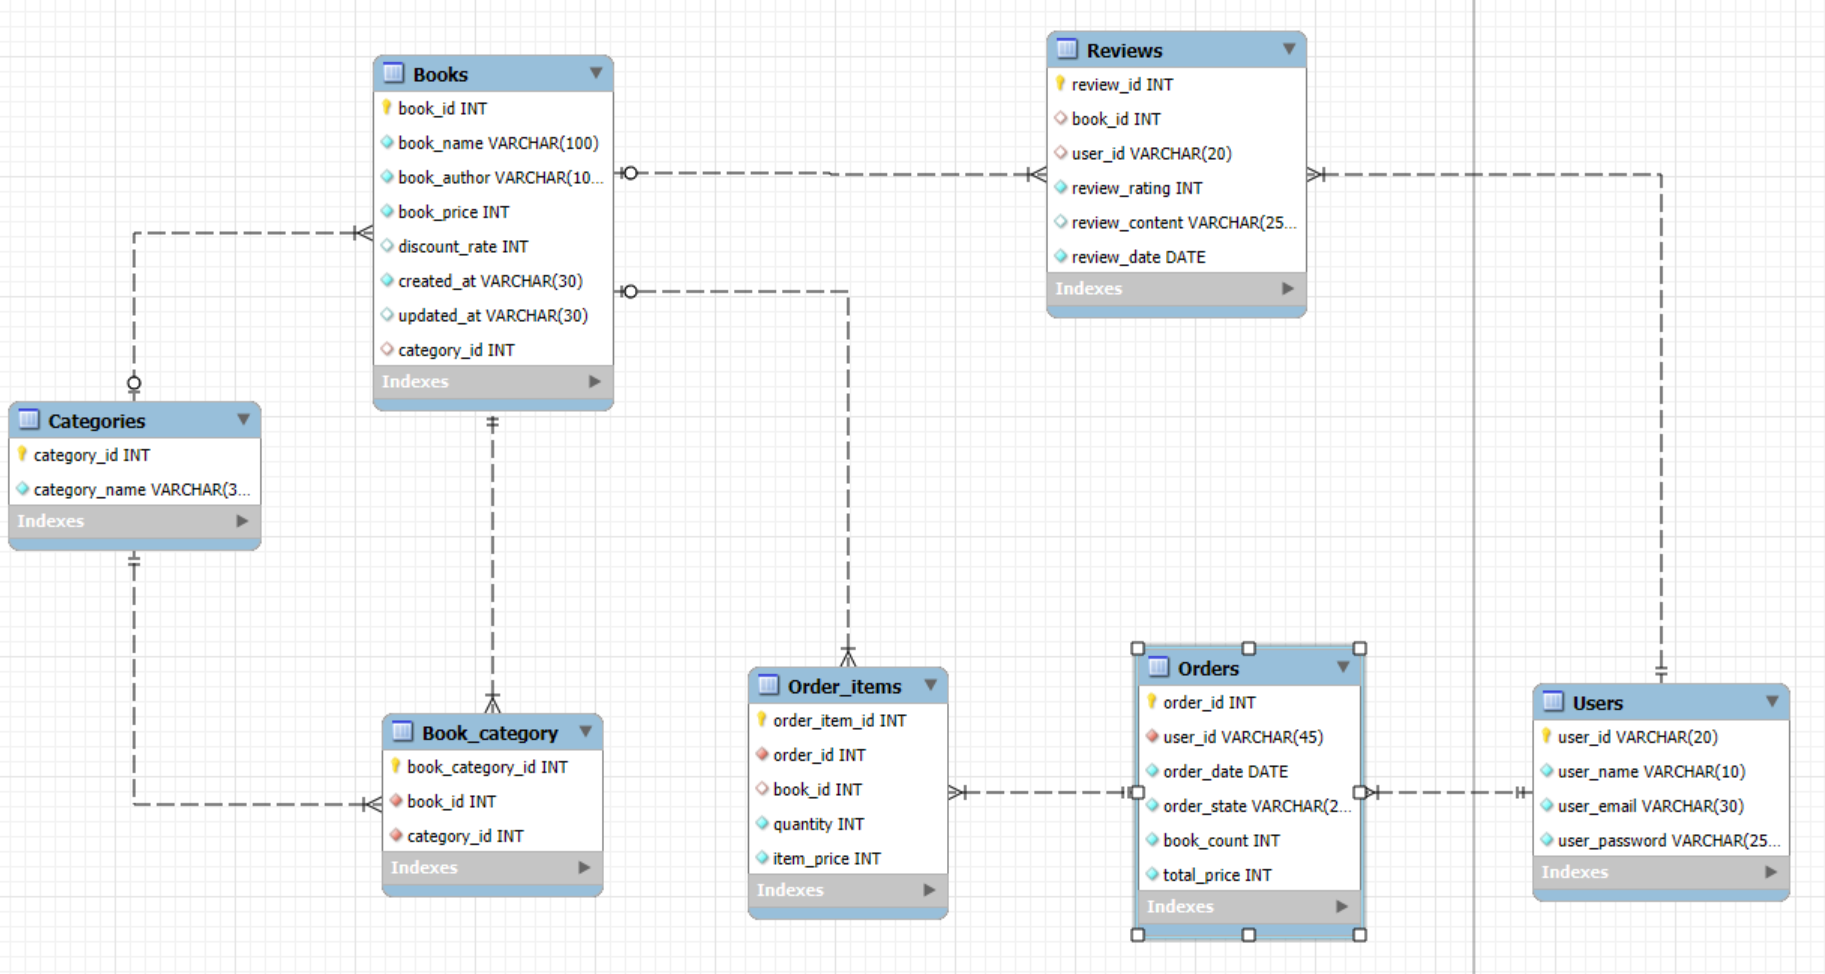 Books
book_id INT
book_name VARCHAR(100)
book_author VARCHAR(10...
book_price INT
discount_rate INT
created_at VARCHAR(30)
updated_at VARCHAR(30)
category_id INT
Indexes
Reviews
review_id INT
book_id INT
user_id VARCHAR(20)
review_rating INT
review_content VARCHAR(25...
review_date DATE
Indexes
Categories
category_id INT
category_name VARCHAR(3...
Indexes
Book_category
book_category_id INT
book_id INT
category_id INT
Indexes
Order_items
order_item_id INT
order_id INT
book_id INT
quantity INT
item_price INT
Indexes
Orders
order_id INT
user_id VARCHAR(45)
order_date DATE
order_state VARCHAR(2...
book_count INT
total_price INT
Indexes
Users
user_id VARCHAR(20)
user_name VARCHAR(10)
user_email VARCHAR(30)
user_password VARCHAR(25...
Indexes